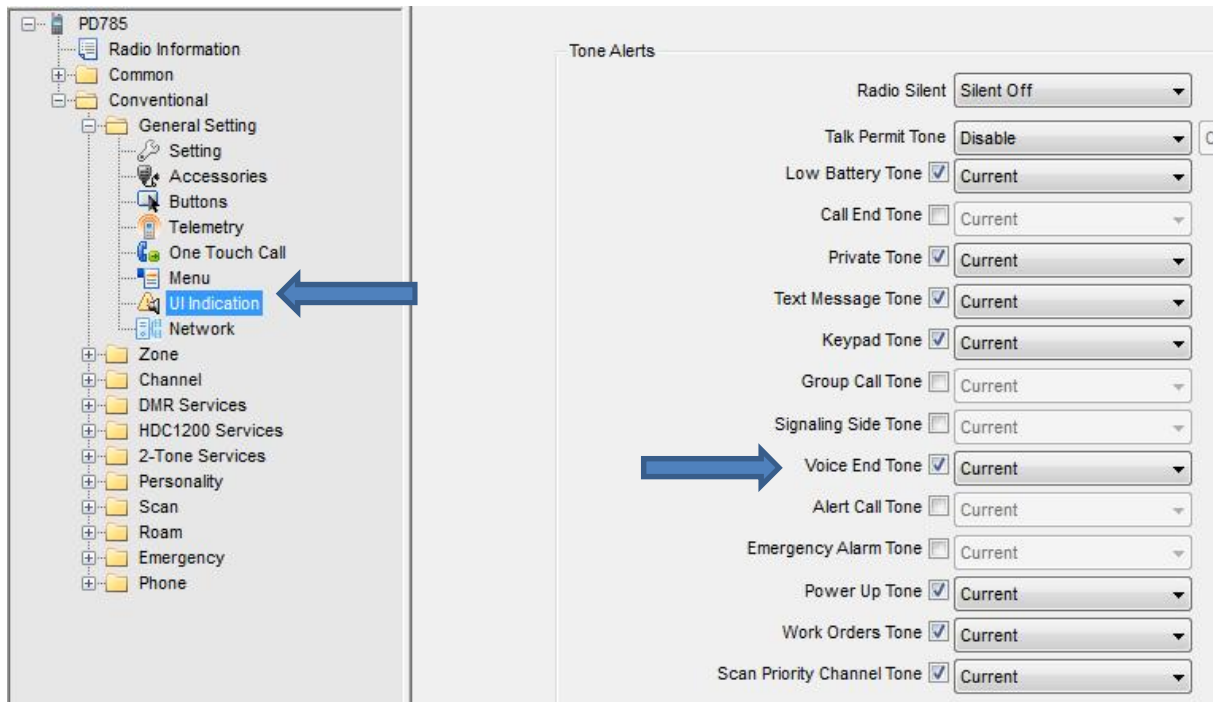 PD785
Radio Information
Common
Conventional
General Setting
Setting
Accessories
Buttons
Telemetry
One Touch Call
Menu
UI Indication
Network
Zone
Channel
DMR Services
HDC1200 Services
2-Tone Services
Personality
Scan
Roam
Emergency
Phone
Tone Alerts
Radio Silent Silent Off
Talk Permit Tone Disable
Low Battery Tone Current
Call End Tone Current
Private Tone Current
Text Message Tone Current
Keypad Tone Current
Group Call Tone Current
Signaling Side Tone Current
Voice End Tone Current
Alert Call Tone Current
Emergency Alarm Tone Current
Power Up Tone Current
Work Orders Tone Current
Scan Priority Channel Tone Current